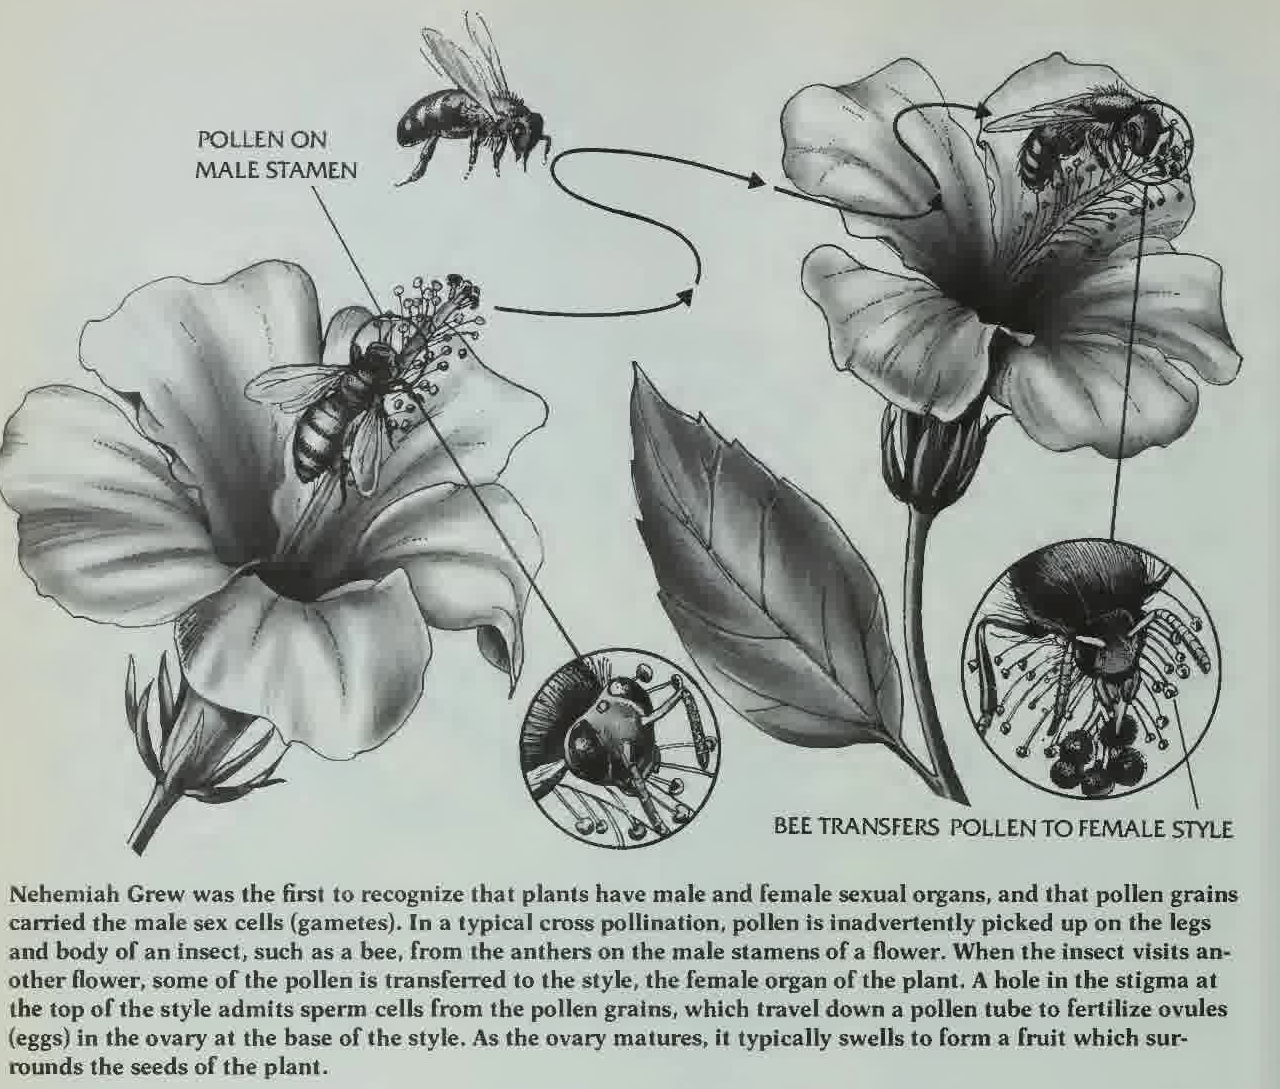 POLLEN ON
MALE STAMEN
BEE TRANSFERS POLLEN TO FEMALE STYLE
Nehemiah Grew was the first to recognize that plants have male and female sexual organs, and that pollen grains
carried the male sex cells (gametes). In a typical cross pollination, pollen is inadvertently picked up on the legs
and body of an insect, such as a bee, from the anthers on the male stamens of a flower. When the insect visits an-
other flower, some of the pollen is transferred to the style, the female organ of the plant. A hole in the stigma at
the top of the style admits sperm cells from the pollen grains, which travel down a pollen tube to fertilize ovules
(eggs) in the ovary at the base of the style. As the ovary matures, it typically swells to form a fruit which sur-
rounds the seeds of the plant.